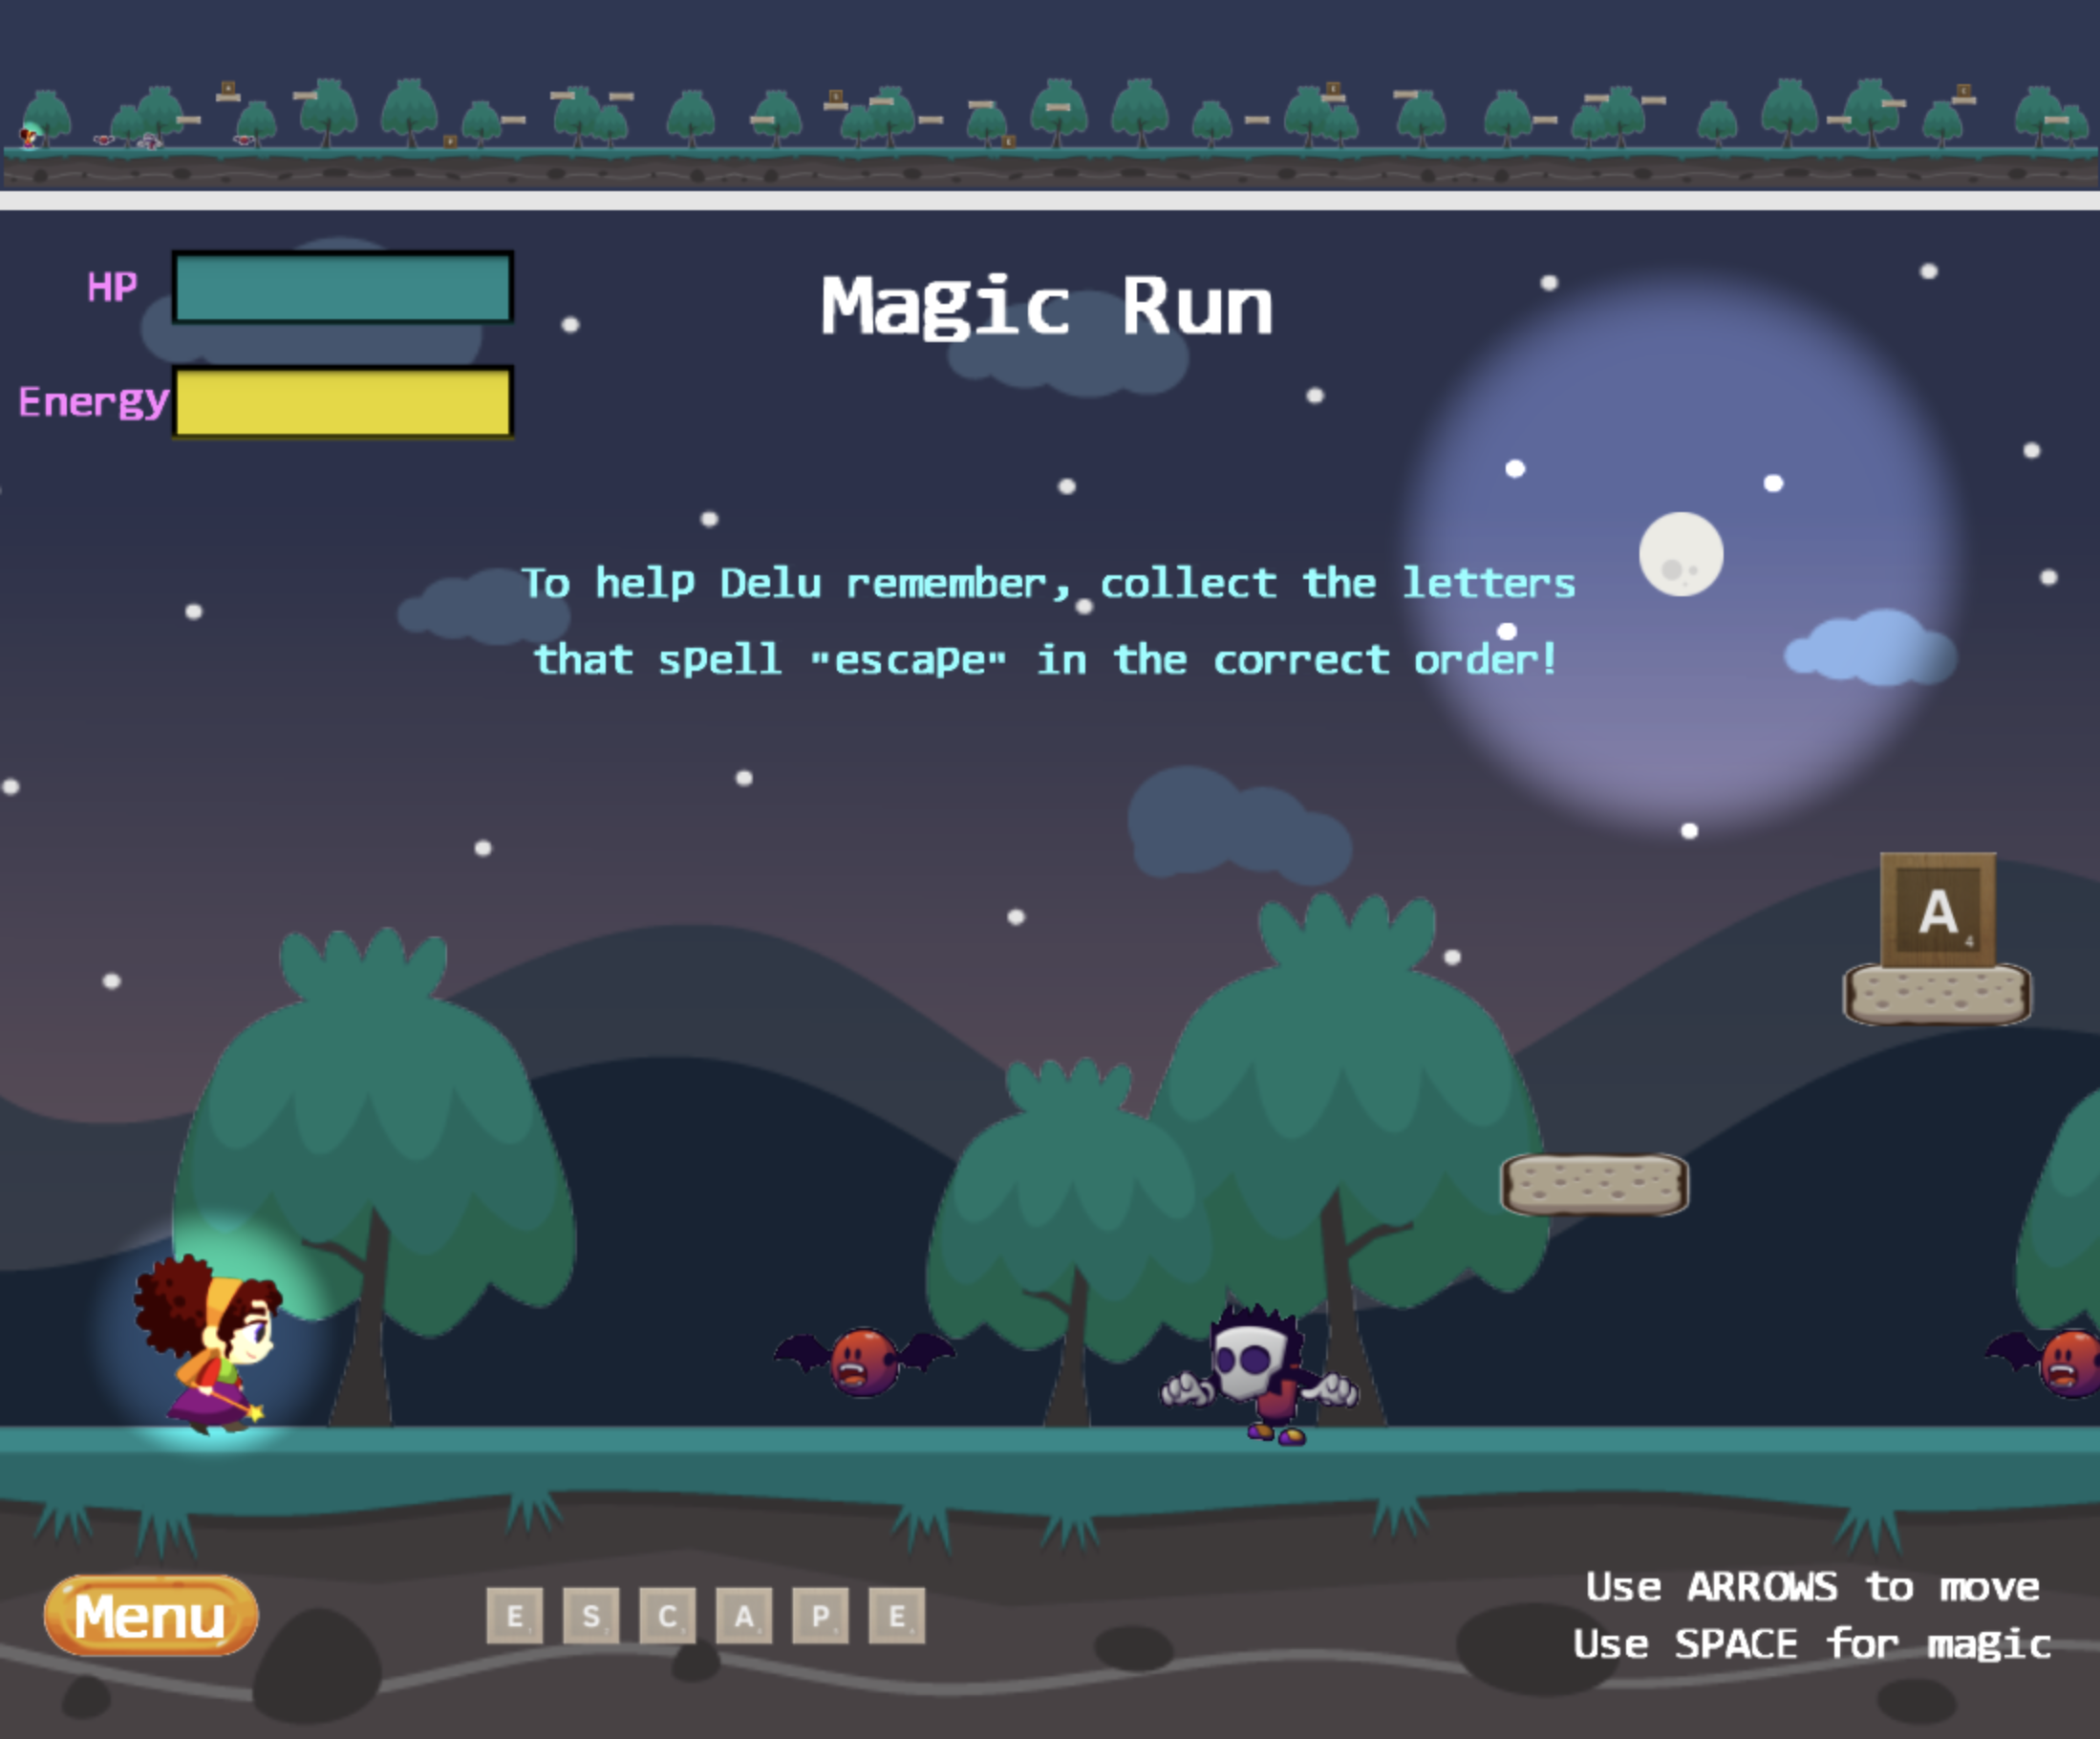 HP
Magic Run
Energy
To help Delu remember, collect the letters
that spell "escape" in the correct order!
A 4
Menu
E S C A P E
Use ARROWS to move
Use SPACE for magic